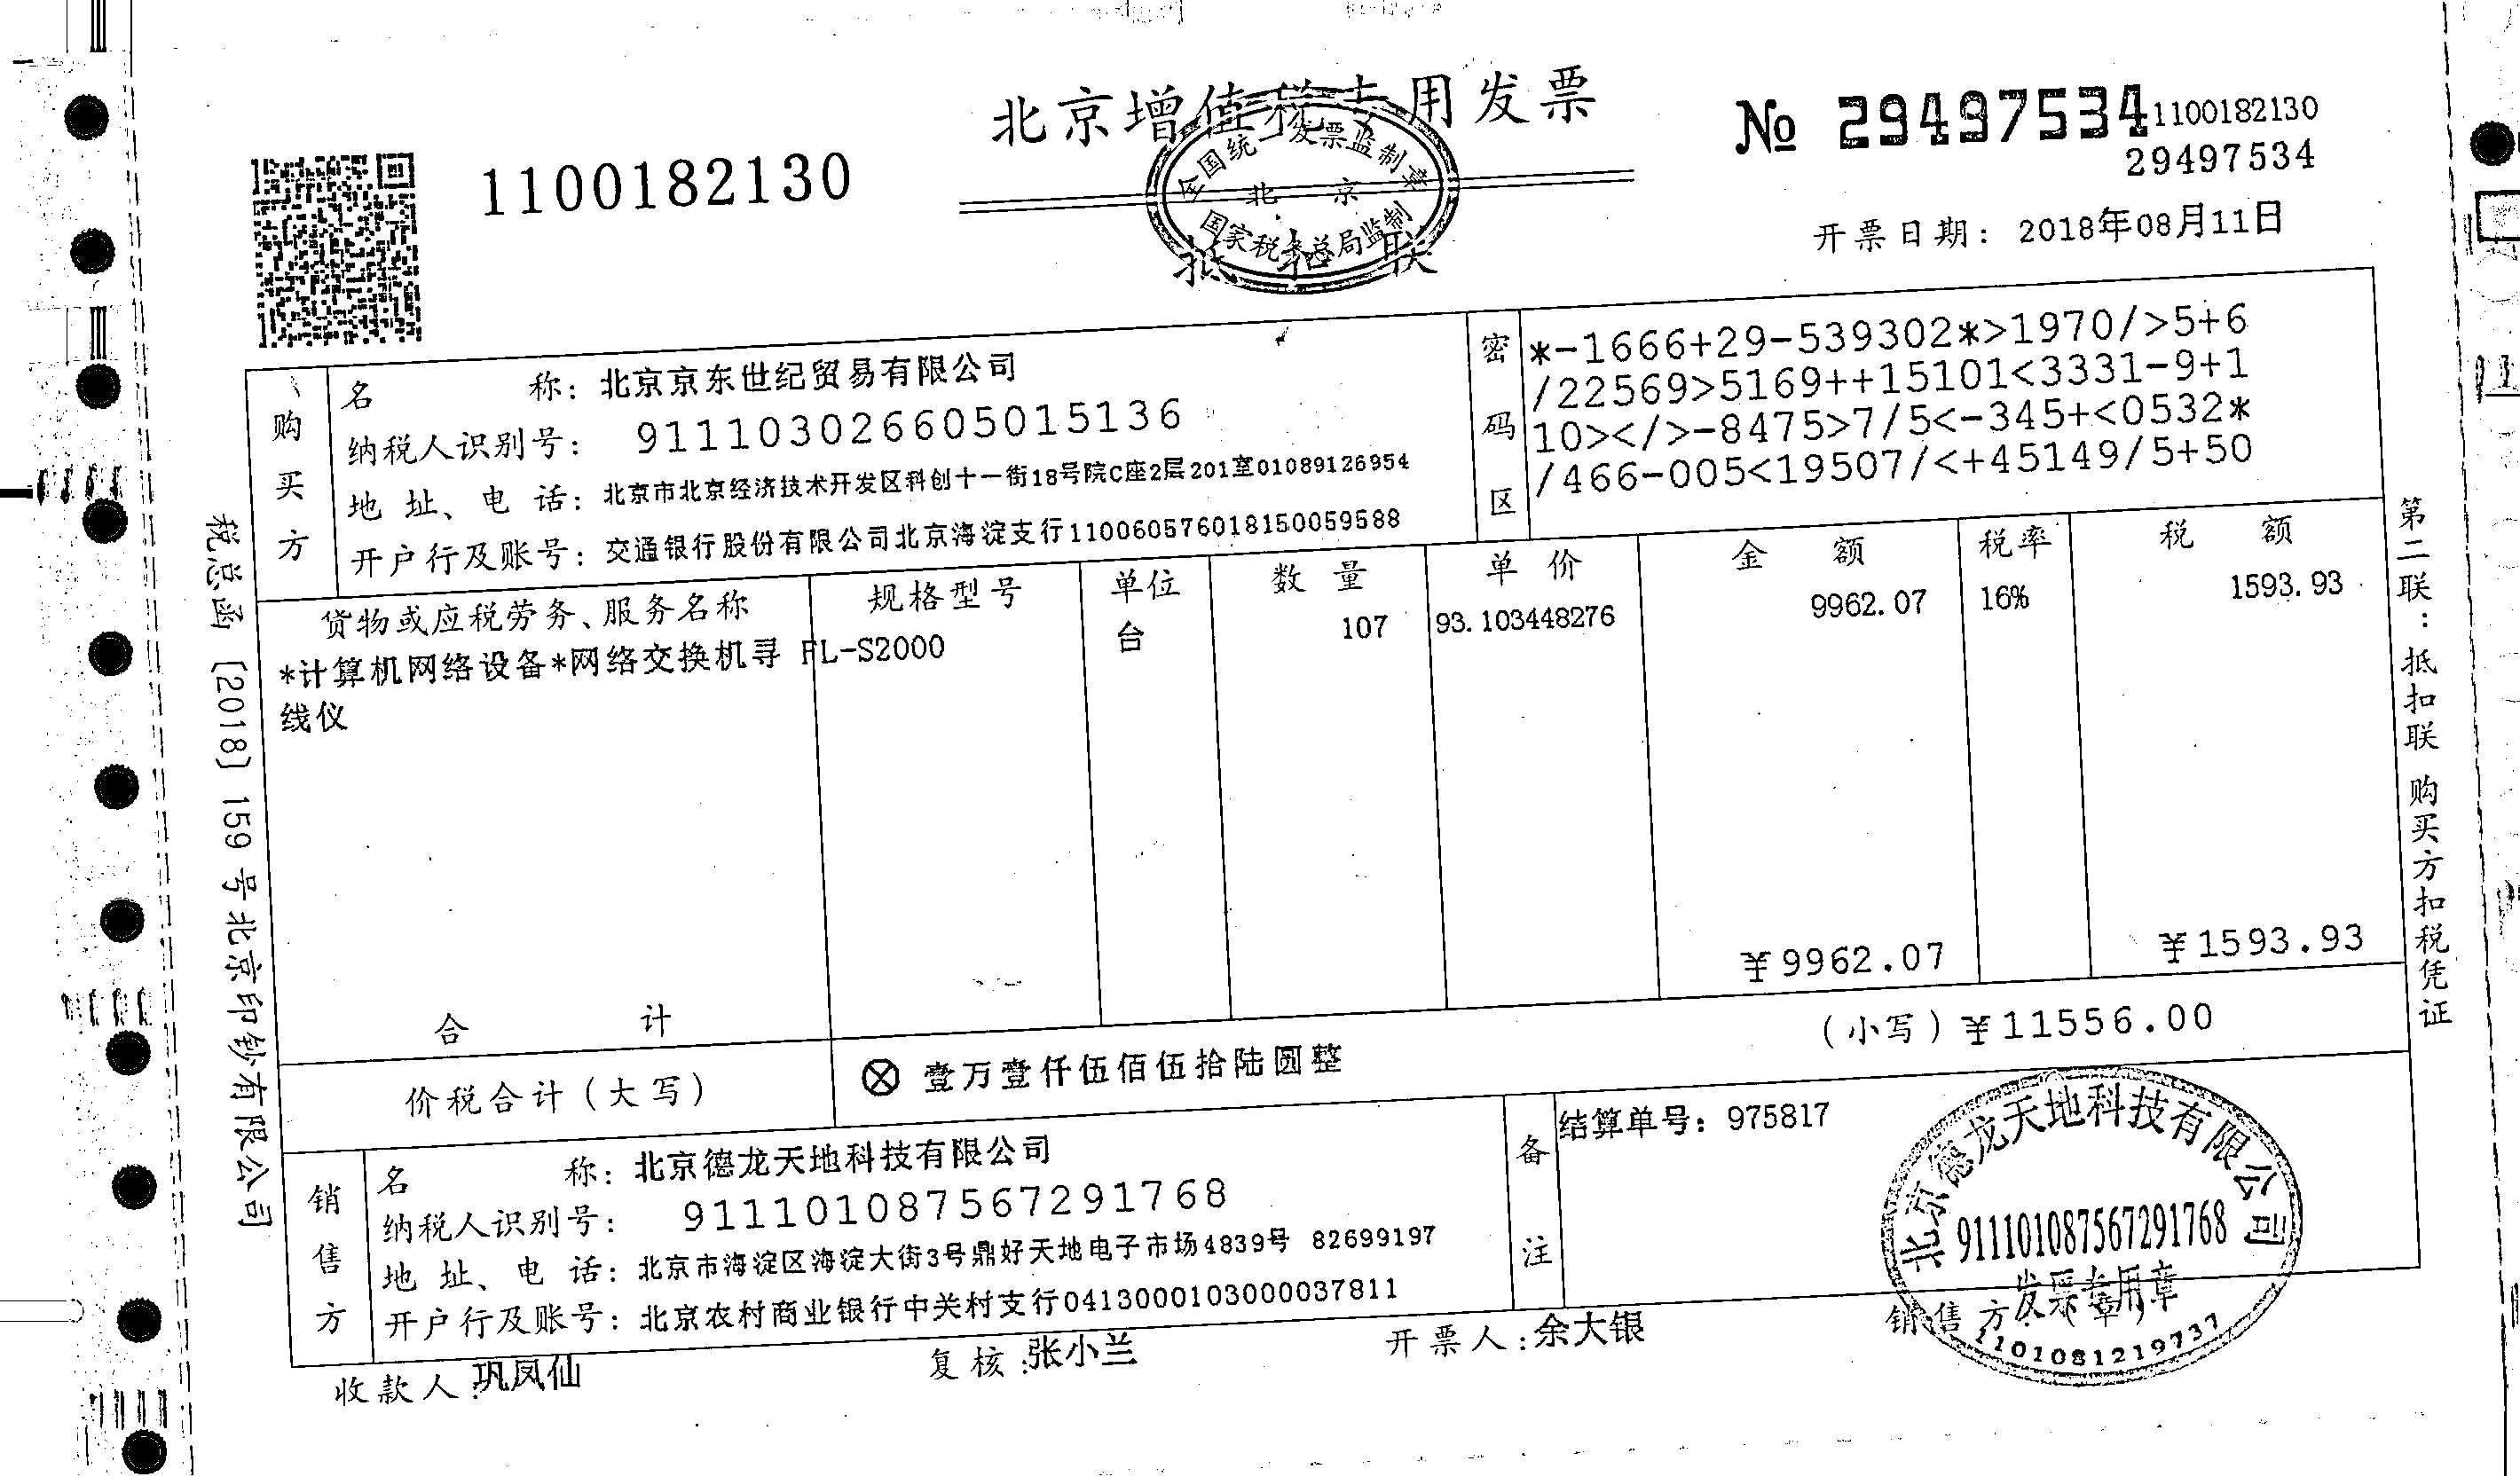 北京增值税专用发票
全国统一发票监制章
北京
国家税务总局监制
抵扣联
1100182130
№ 29497534
1100182130
29497534
开票日期: 2018年08月11日
购买方
名 称: 北京京东世纪贸易有限公司
纳税人识别号: 911103026605015136
地 址、电 话: 北京市北京经济技术开发区科创十一街18号院C座2层201室01089126954
开户行及账号: 交通银行股份有限公司北京海淀支行110060576018150059588
密码区
*-1666+29-539302*>1970/>5+6
/22569>5169++15101<3331-9+1
10></>-8475>7/5<-345+<0532*
/466-005<19507/<+45149/5+50
货物或应税劳务、服务名称 规格型号 单位 数 量 单 价 金 额 税率 税 额
*计算机网络设备*网络交换机寻 FL-S2000 台 107 93.103448276 9962.07 16% 1593.93
线仪
合 计 ¥9962.07 ¥1593.93
价税合计(大写) ⊗ 壹万壹仟伍佰伍拾陆圆整 (小写)¥11556.00
销售方
名 称: 北京德龙天地科技有限公司
纳税人识别号: 911101087567291768
地 址、电 话: 北京市海淀区海淀大街3号鼎好天地电子市场4839号 82699197
开户行及账号: 北京农村商业银行中关村支行0413000103000037811
备注
结算单号: 975817
收款人: 巩凤仙 复核: 张小兰 开票人: 余大银 销售方:(章)
北京德龙天地科技有限公司
911101087567291768
发票专用章
1101081219737
税总函[2018]159号北京印钞有限公司
第二联:抵扣联 购买方扣税凭证